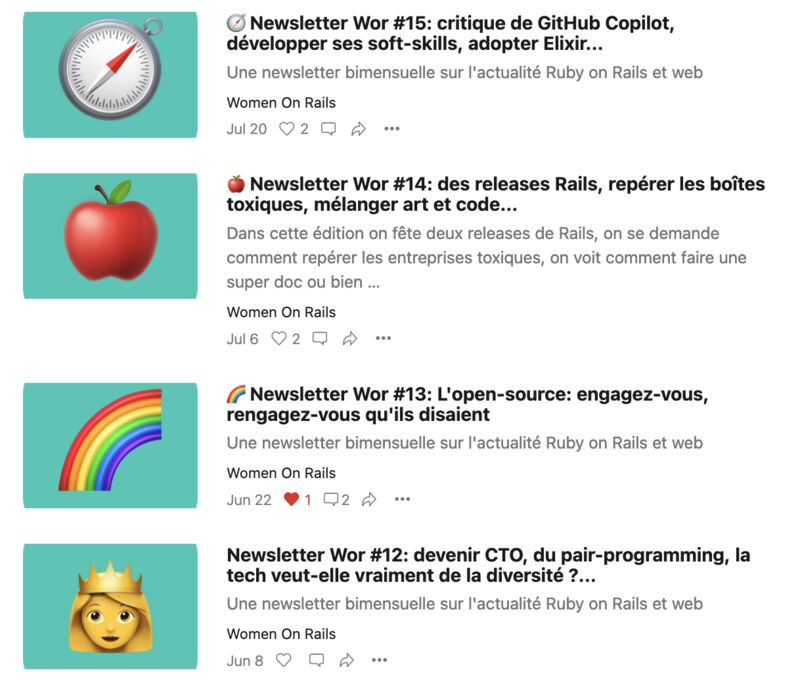 🧭 Newsletter Wor #15: critique de GitHub Copilot,
développer ses soft-skills, adopter Elixir...
Une newsletter bimensuelle sur l'actualité Ruby on Rails et web
Women On Rails
Jul 20 2
🍎 Newsletter Wor #14: des releases Rails, repérer les boîtes
toxiques, mélanger art et code...
Dans cette édition on fête deux releases de Rails, on se demande
comment repérer les entreprises toxiques, on voit comment faire une
super doc ou bien ...
Women On Rails
Jul 6 2
🌈 Newsletter Wor #13: L'open-source: engagez-vous,
rengagez-vous qu'ils disaient
Une newsletter bimensuelle sur l'actualité Ruby on Rails et web
Women On Rails
Jun 22 1 2
Newsletter Wor #12: devenir CTO, du pair-programming, la
tech veut-elle vraiment de la diversité ?...
Une newsletter bimensuelle sur l'actualité Ruby on Rails et web
Women On Rails
Jun 8